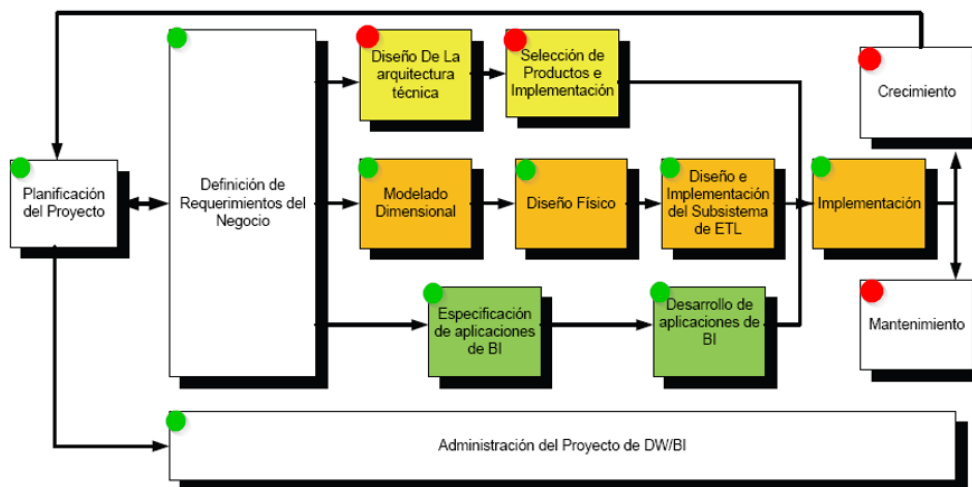 Planificación
del Proyecto
Definición de
Requerimientos del
Negocio
Diseño De La
arquitectura
técnica
Selección de
Productos e
Implementación
Modelado
Dimensional
Diseño Físico
Diseño e
Implementación
del Subsistema
de ETL
Implementación
Especificación
de aplicaciones
de BI
Desarrollo de
aplicaciones de
BI
Crecimiento
Mantenimiento
Administración del Proyecto de DW/BI